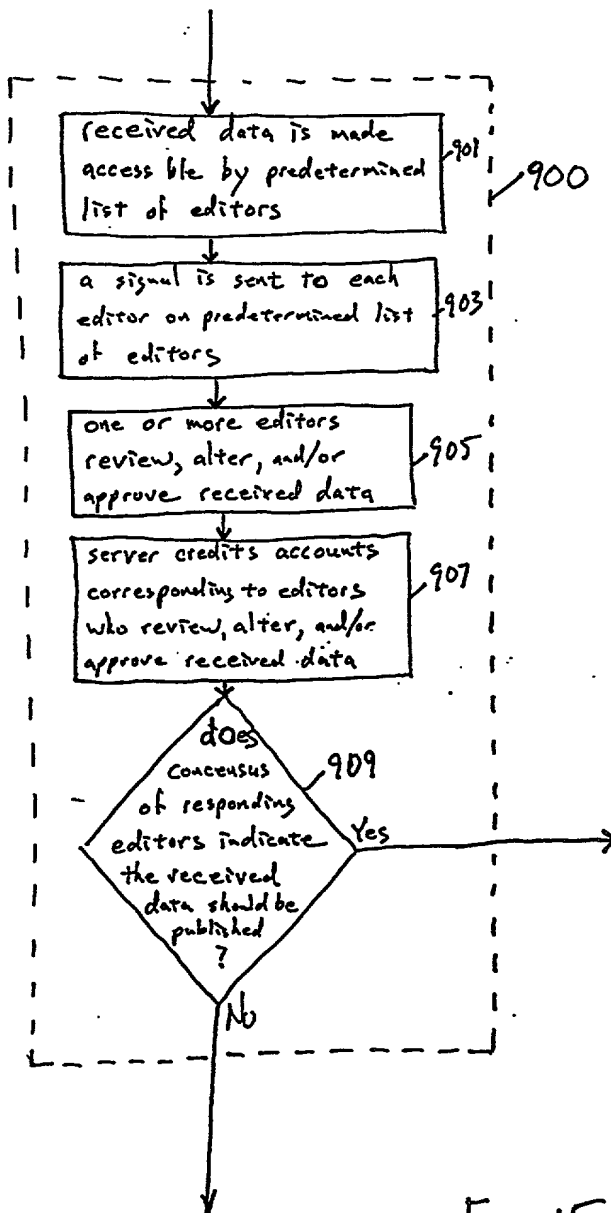 received data is made
accessible by predetermined
list of editors
901
900
a signal is sent to each
editor on predetermined list
of editors
903
one or more editors
review, alter, and/or
approve received data
905
server credits accounts
corresponding to editors
who review, alter, and/or
approve received data
907
does
concensus
of responding
editors indicate
the received
data should be
published
?
909
Yes
No